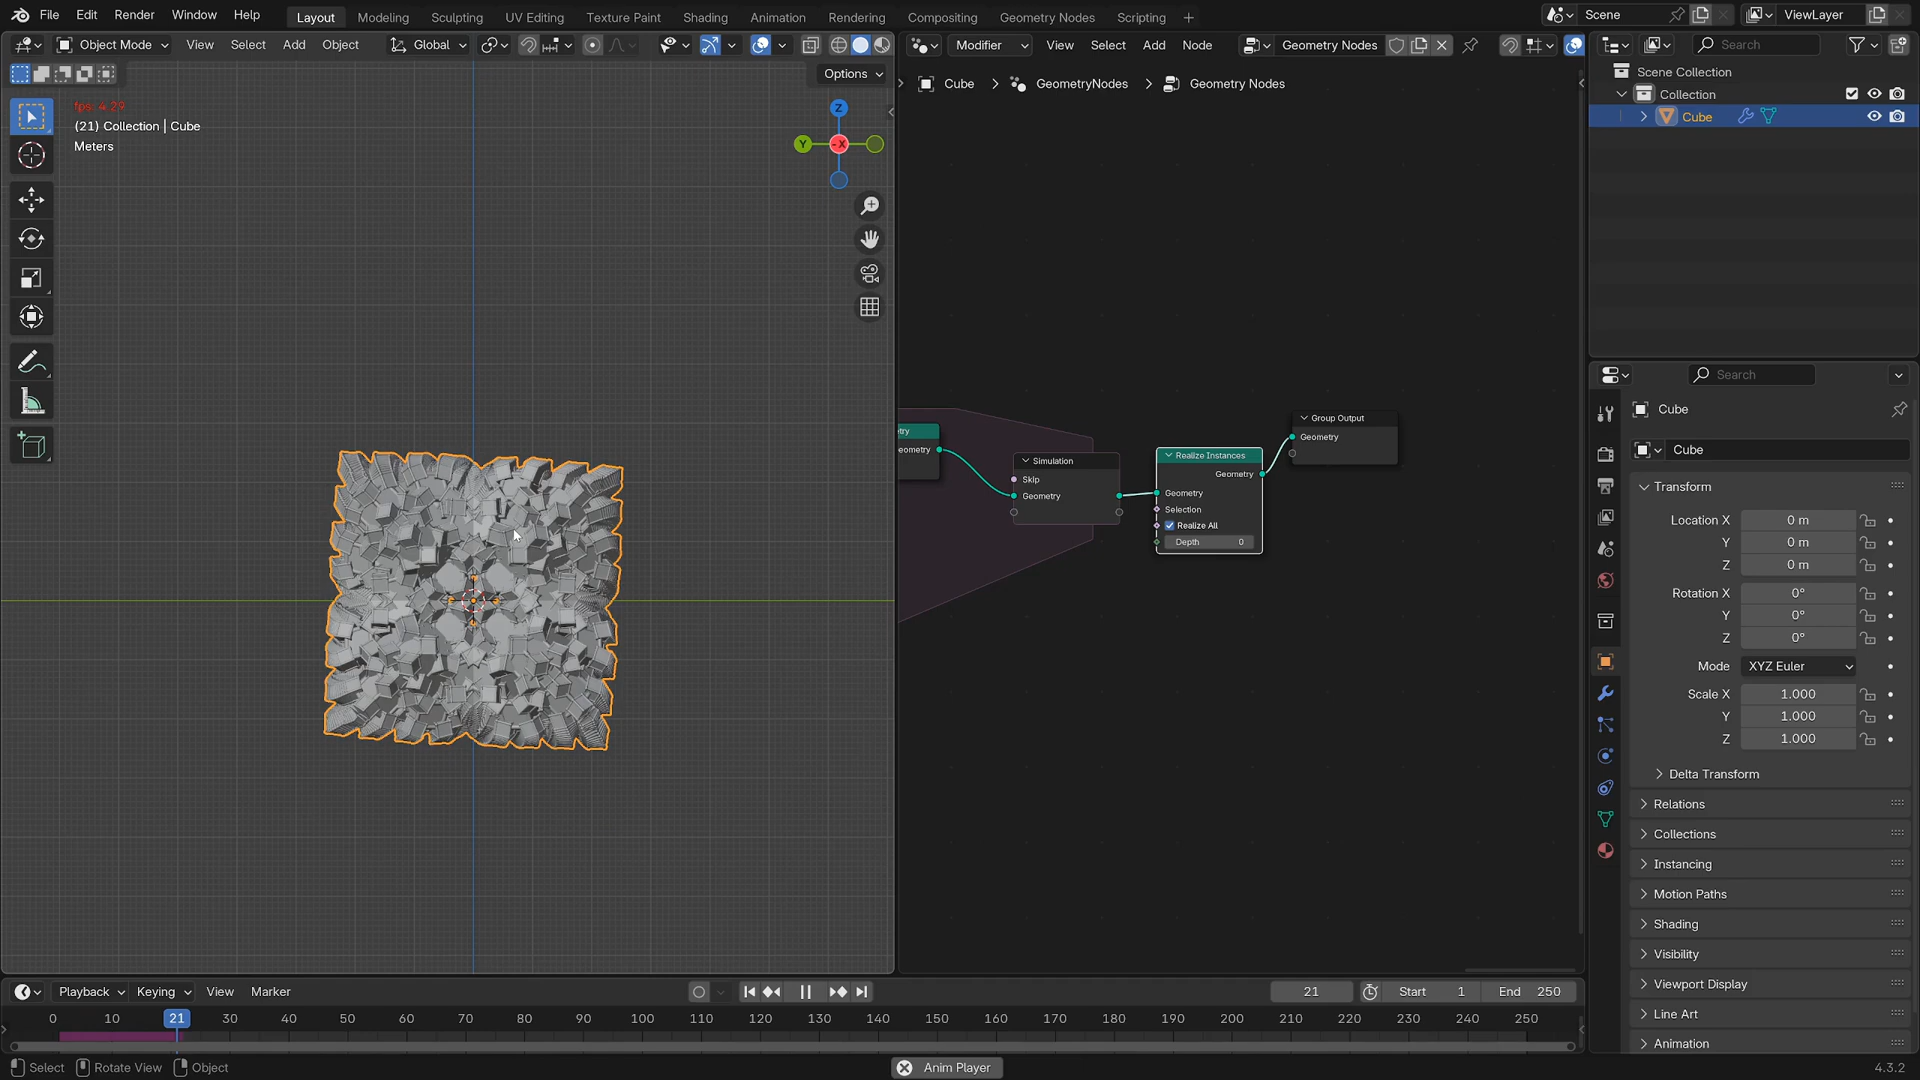 File Edit Render Window Help Layout Modeling Sculpting UV Editing Texture Paint Shading Animation Rendering Compositing Geometry Nodes Scripting + Scene ViewLayer
Object Mode View Select Add Object Global Modifier View Select Add Node Geometry Nodes Search
Options
Cube > GeometryNodes > Geometry Nodes
Scene Collection
Collection
Cube
fps: 4.29
(21) Collection | Cube
Meters
Z
Y
-X
Search
Cube
Cube
Transform
Location X 0 m
Y 0 m
Z 0 m
Rotation X 0°
Y 0°
Z 0°
Mode XYZ Euler
Scale X 1.000
Y 1.000
Z 1.000
Delta Transform
Relations
Collections
Instancing
Motion Paths
Shading
Visibility
Viewport Display
Line Art
Animation
etry
eometry
Simulation
Skip
Geometry
Realize Instances
Geometry
Geometry
Selection
Realize All
Depth 0
Group Output
Geometry
Playback Keying View Marker 21 Start 1 End 250
0 10 21 30 40 50 60 70 80 90 100 110 120 130 140 150 160 170 180 190 200 210 220 230 240 250
Select Rotate View Object Anim Player 4.3.2